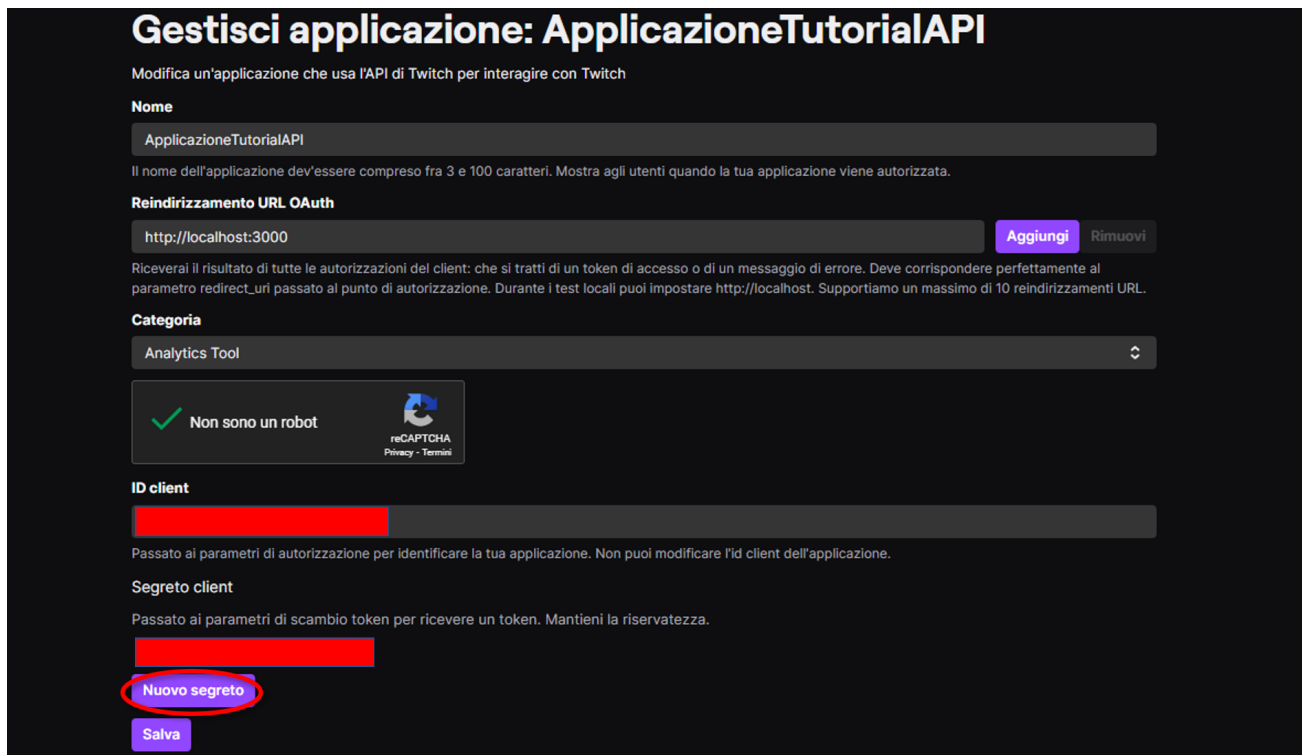 Gestisci applicazione: ApplicazioneTutorialAPI
Modifica un'applicazione che usa l'API di Twitch per interagire con Twitch
Nome
ApplicazioneTutorialAPI
Il nome dell'applicazione dev'essere compreso fra 3 e 100 caratteri. Mostra agli utenti quando la tua applicazione viene autorizzata.
Reindirizzamento URL OAuth
http://localhost:3000
Aggiungi
Rimuovi
Riceverai il risultato di tutte le autorizzazioni del client: che si tratti di un token di accesso o di un messaggio di errore. Deve corrispondere perfettamente al
parametro redirect_uri passato al punto di autorizzazione. Durante i test locali puoi impostare http://localhost. Supportiamo un massimo di 10 reindirizzamenti URL.
Categoria
Analytics Tool
Non sono un robot
reCAPTCHA
Privacy - Termini
ID client
Passato ai parametri di autorizzazione per identificare la tua applicazione. Non puoi modificare l'id client dell'applicazione.
Segreto client
Passato ai parametri di scambio token per ricevere un token. Mantieni la riservatezza.
Nuovo segreto
Salva